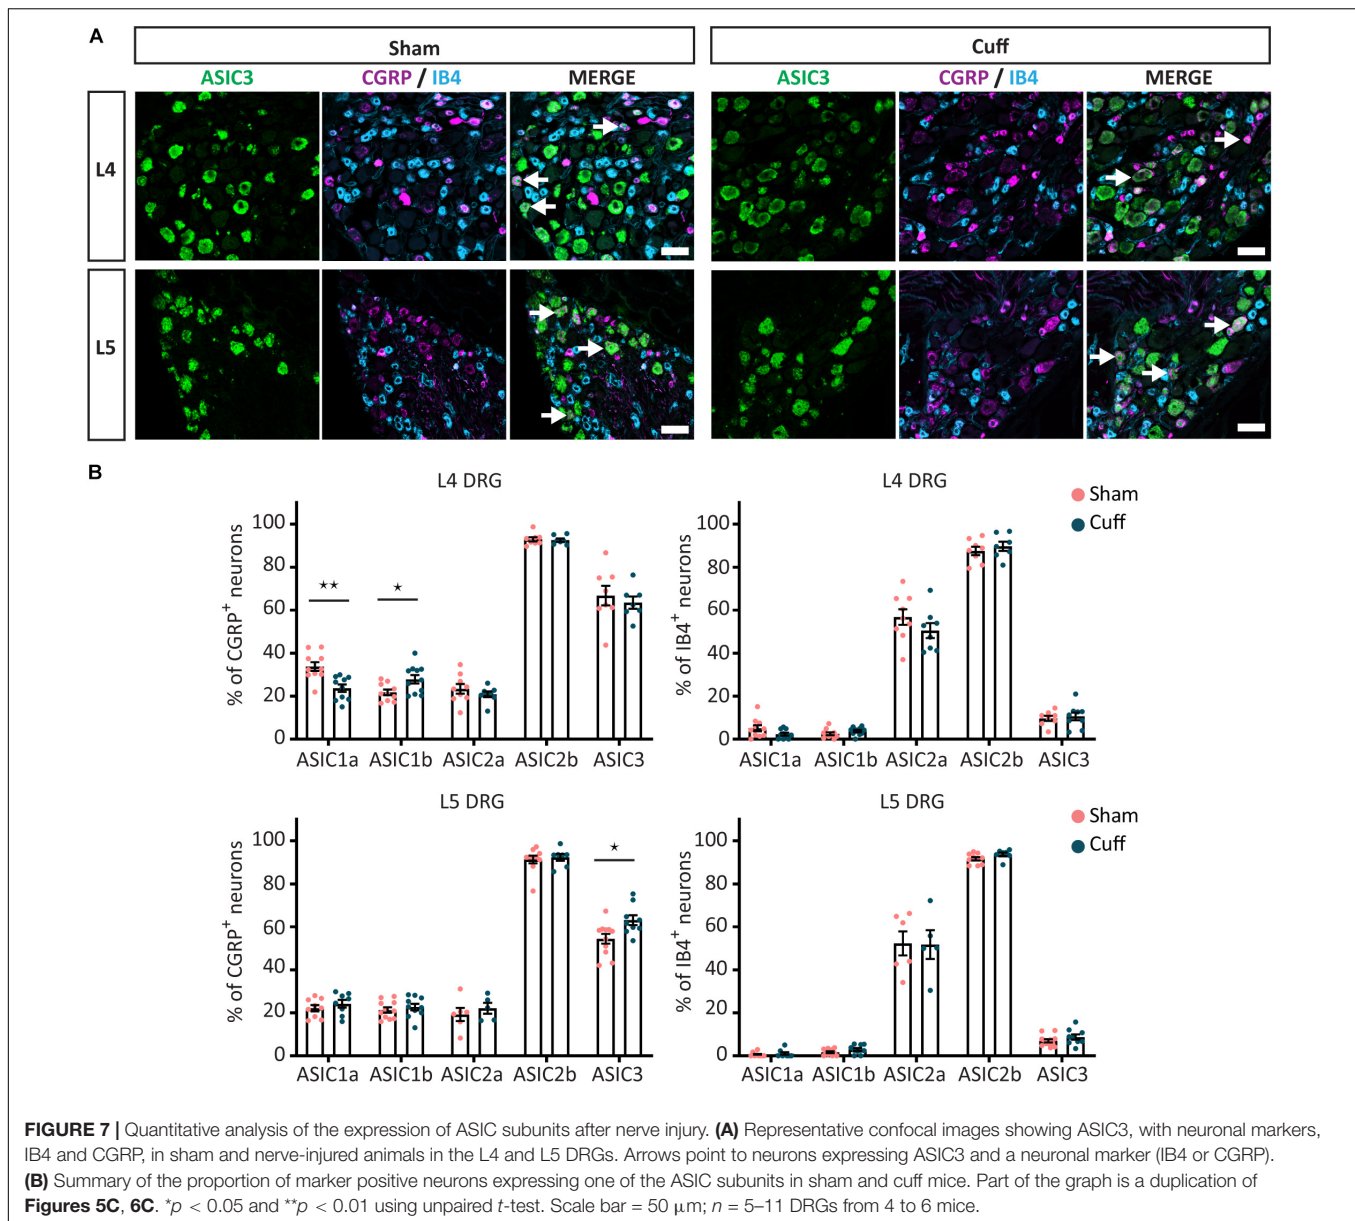 A
Sham
Cuff
ASIC3 CGRP / IB4 MERGE ASIC3 CGRP / IB4 MERGE
L4
L5
B
L4 DRG
% of CGRP+ neurons
100
80
60
40
20
0
★★
★
ASIC1a ASIC1b ASIC2a ASIC2b ASIC3
L4 DRG
Sham
Cuff
% of IB4+ neurons
100
80
60
40
20
0
ASIC1a ASIC1b ASIC2a ASIC2b ASIC3
L5 DRG
% of CGRP+ neurons
100
80
60
40
20
0
★
ASIC1a ASIC1b ASIC2a ASIC2b ASIC3
L5 DRG
Sham
Cuff
% of IB4+ neurons
100
80
60
40
20
0
ASIC1a ASIC1b ASIC2a ASIC2b ASIC3
FIGURE 7 | Quantitative analysis of the expression of ASIC subunits after nerve injury. (A) Representative confocal images showing ASIC3, with neuronal markers,
IB4 and CGRP, in sham and nerve-injured animals in the L4 and L5 DRGs. Arrows point to neurons expressing ASIC3 and a neuronal marker (IB4 or CGRP).
(B) Summary of the proportion of marker positive neurons expressing one of the ASIC subunits in sham and cuff mice. Part of the graph is a duplication of
Figures 5C, 6C. *p < 0.05 and **p < 0.01 using unpaired t-test. Scale bar = 50 μm; n = 5–11 DRGs from 4 to 6 mice.